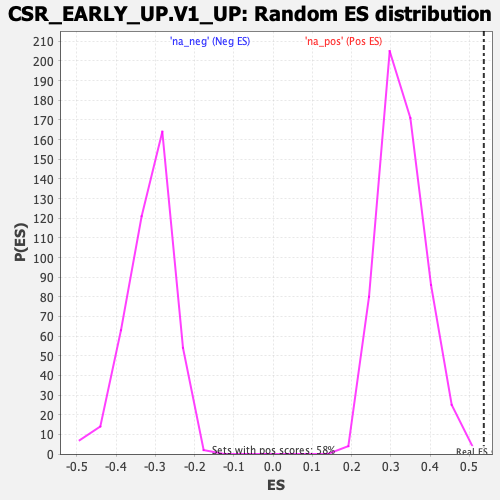 CSR_EARLY_UP.V1_UP: Random ES distribution
'na_neg' (Neg ES)
'na_pos' (Pos ES)
210
200
190
180
170
160
150
140
130
120
110
100
90
80
70
60
50
40
30
20
10
0
P(ES)
Sets with pos scores: 58%
Real ES
-0.5 -0.4 -0.3 -0.2 -0.1 0.0 0.1 0.2 0.3 0.4 0.5
ES